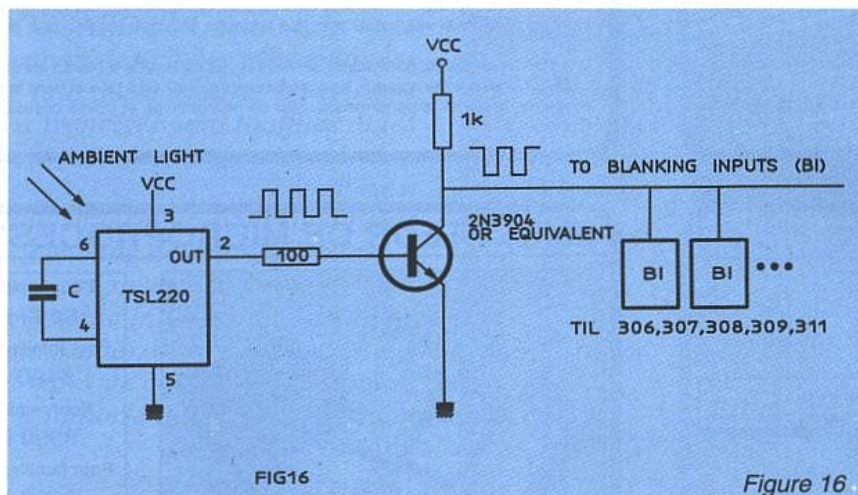 VCC
1k
AMBIENT LIGHT
VCC
3
TO BLANKING INPUTS (BI)
6
OUT
2
100
2N3904
OR EQUIVALENT
C
TSL220
BI
BI
4
5
TIL 306,307,308,309,311
FIG16
Figure 16.